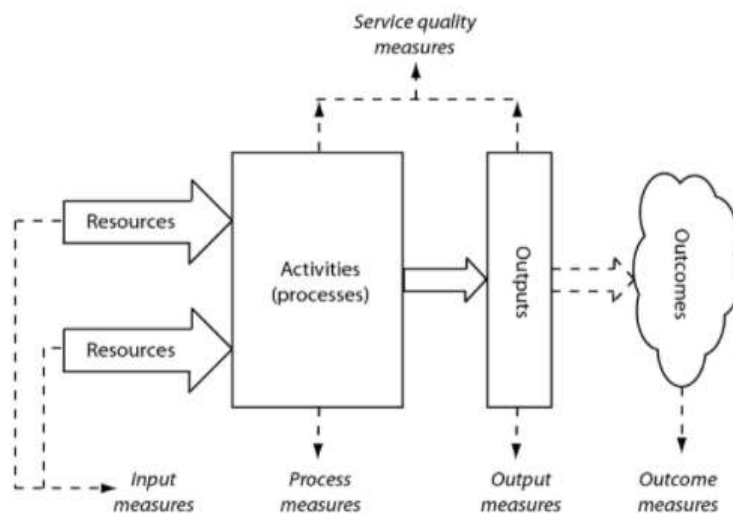 Service quality
measures
Resources
Activities
(processes)
Outputs
Outcomes
Resources
Input
measures
Process
measures
Output
measures
Outcome
measures